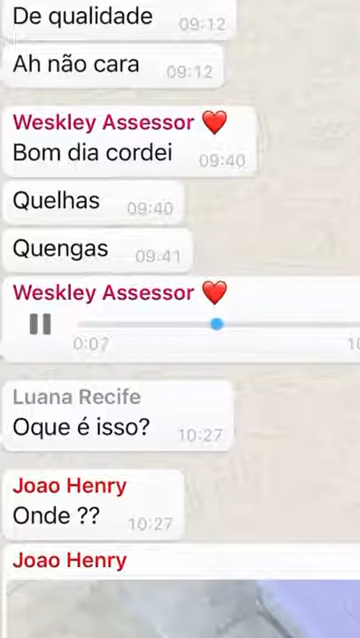 De qualidade 09:12
Ah não cara 09:12
Weskley Assessor ❤️
Bom dia cordei 09:40
Quelhas 09:40
Quengas 09:41
Weskley Assessor ❤️
0:07
Luana Recife
Oque é isso? 10:27
Joao Henry
Onde ?? 10:27
Joao Henry